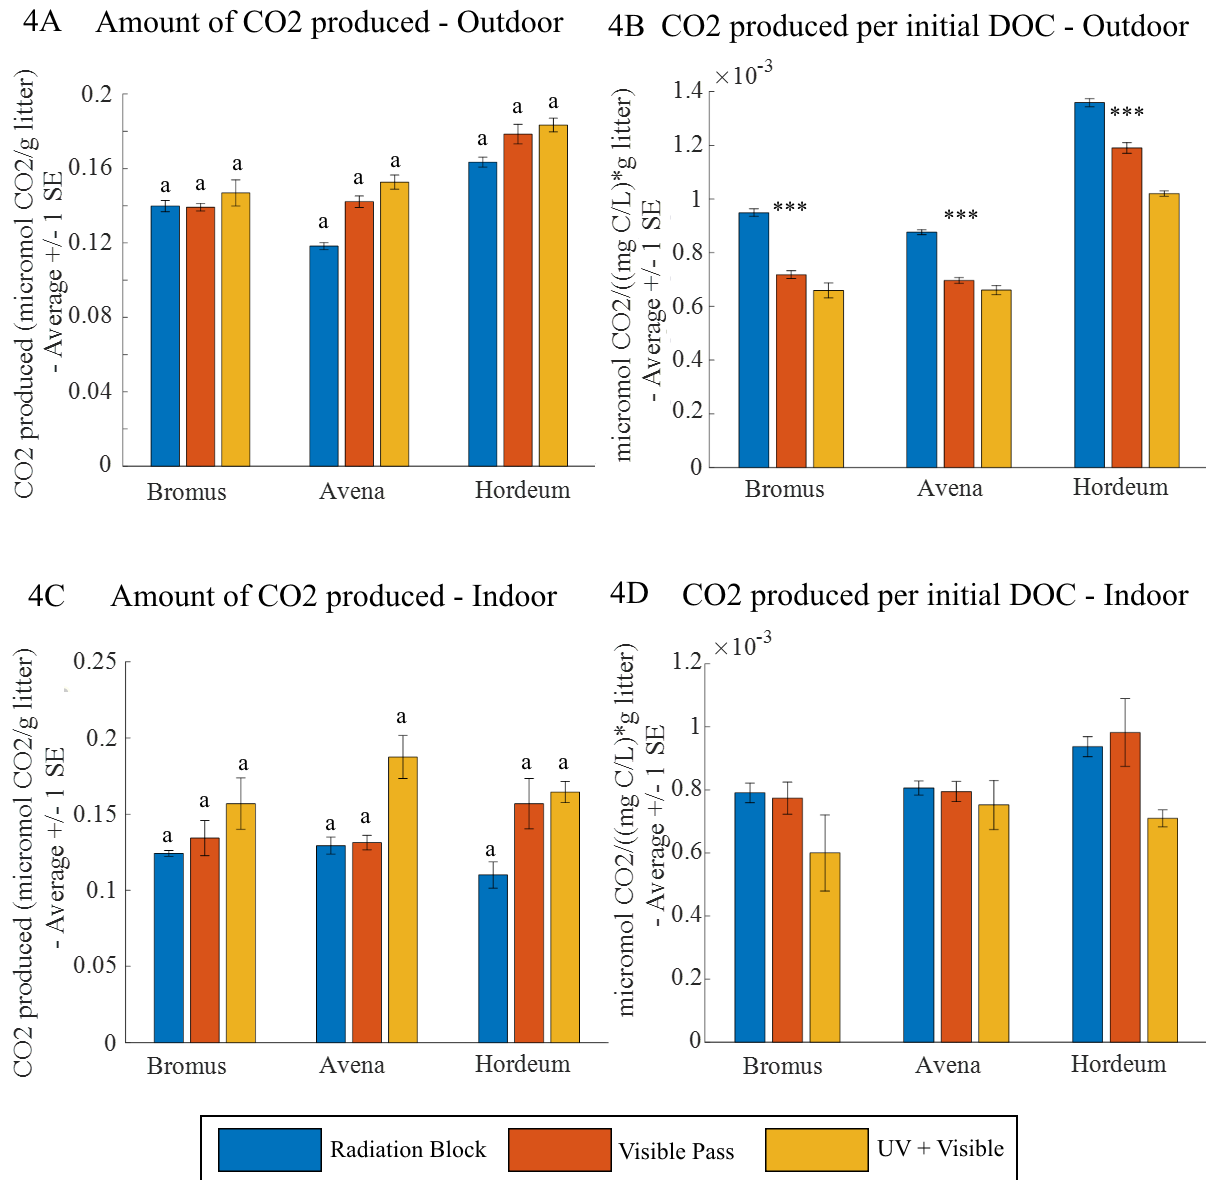 4A Amount of CO2 produced - Outdoor
CO2 produced (micromol CO2/g litter)
- Average +/- 1 SE
0.2
0.16
0.12
0.08
0.04
0
a a a
a a a
a a a
Bromus Avena Hordeum
4B CO2 produced per initial DOC - Outdoor
×10-3
micromol CO2/((mg C/L)*g litter)
- Average +/- 1 SE
1.4
1.2
1
0.8
0.6
0.4
0.2
0
*** *** ***
Bromus Avena Hordeum
4C Amount of CO2 produced - Indoor
CO2 produced (micromol CO2/g litter)
- Average +/- 1 SE
0.25
0.2
0.15
0.1
0.05
0
a a a
a a a
a a a
Bromus Avena Hordeum
4D CO2 produced per initial DOC - Indoor
×10-3
micromol CO2/((mg C/L)*g litter)
- Average +/- 1 SE
1.2
1
0.8
0.6
0.4
0.2
0
Bromus Avena Hordeum
Radiation Block Visible Pass UV + Visible